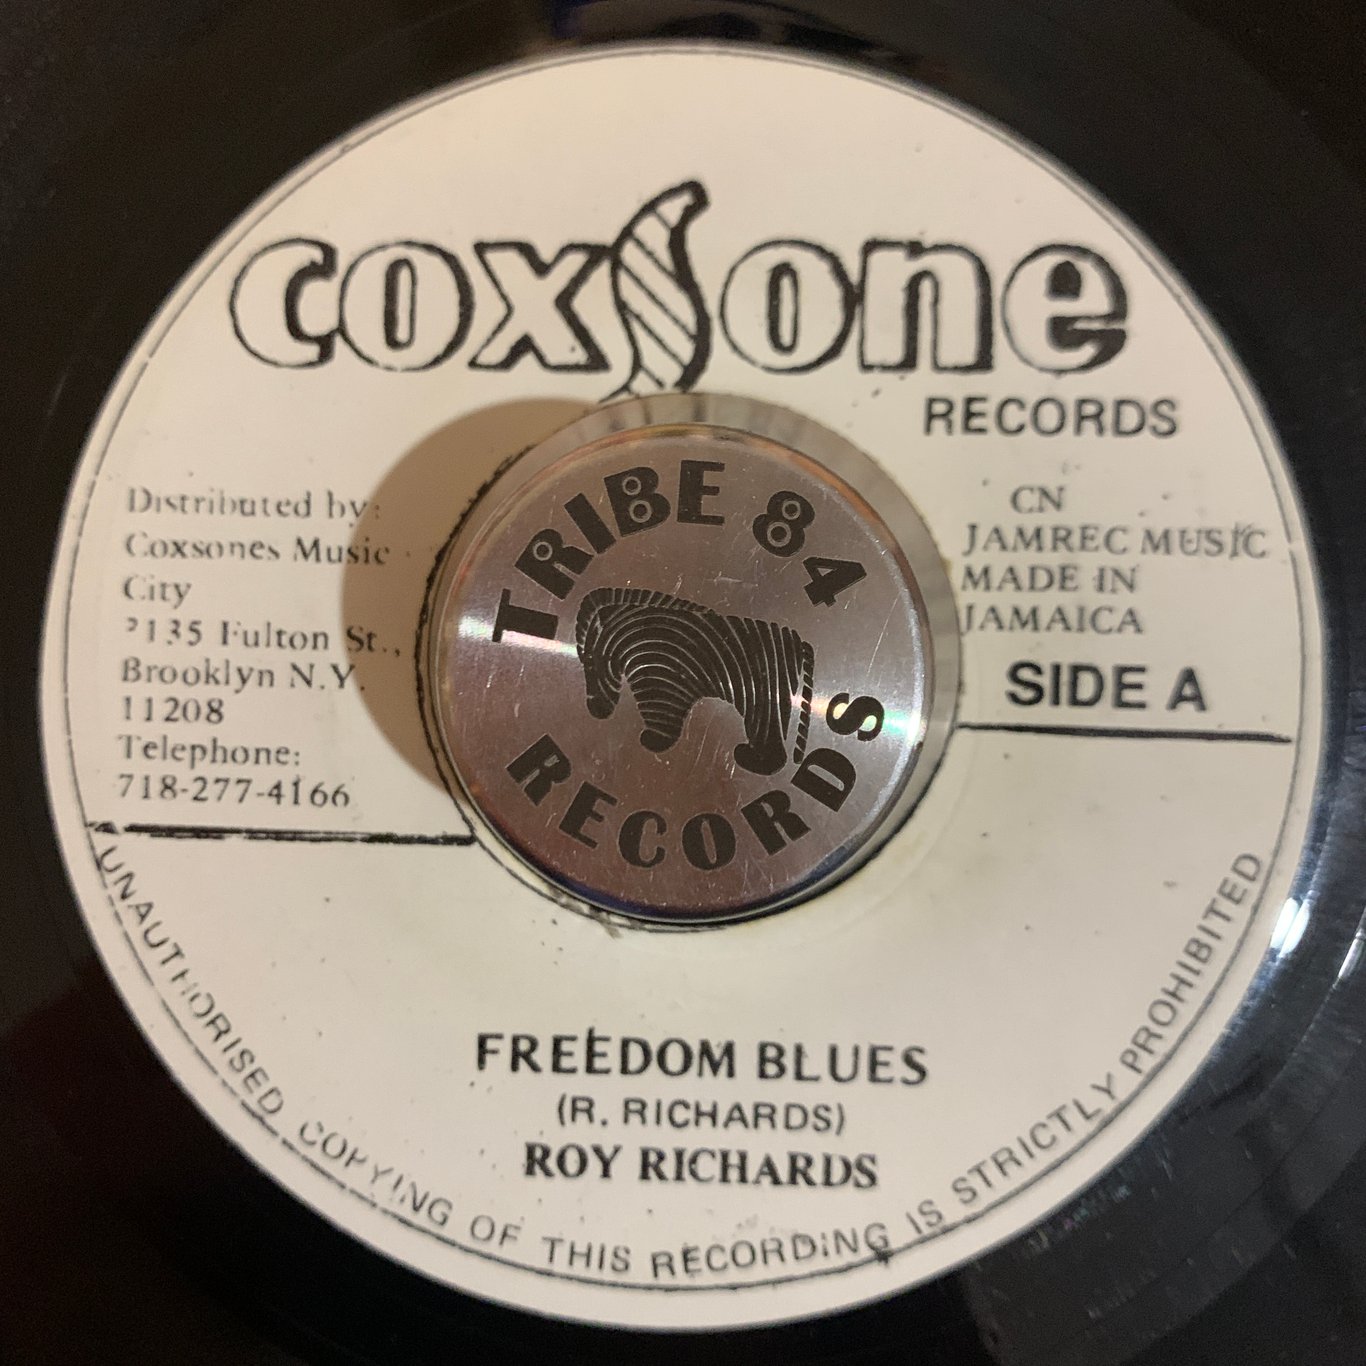 coxsone
RECORDS
Distributed by:
Coxsones Music
City
3135 Fulton St.,
Brooklyn N.Y.
11208
Telephone:
718-277-4166
CN
JAMREC MUSIC
MADE IN
JAMAICA
SIDE A
TRIBE 84
RECORDS
FREEDOM BLUES
(R. RICHARDS)
ROY RICHARDS
UNAUTHORISED COPYING OF THIS RECORDING IS STRICTLY PROHIBITED